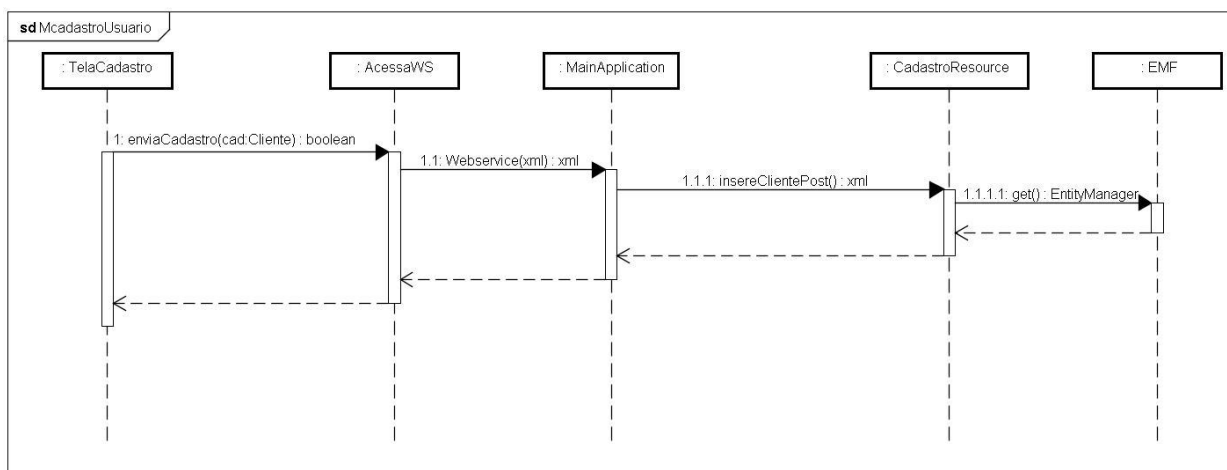 sd McadastroUsuario
: TelaCadastro
: AcessaWS
: MainApplication
: CadastroResource
: EMF
1: enviaCadastro(cad:Cliente) : boolean
1.1: Webservice(xml) : xml
1.1.1: insereClientePost() : xml
1.1.1.1: get() : EntityManager